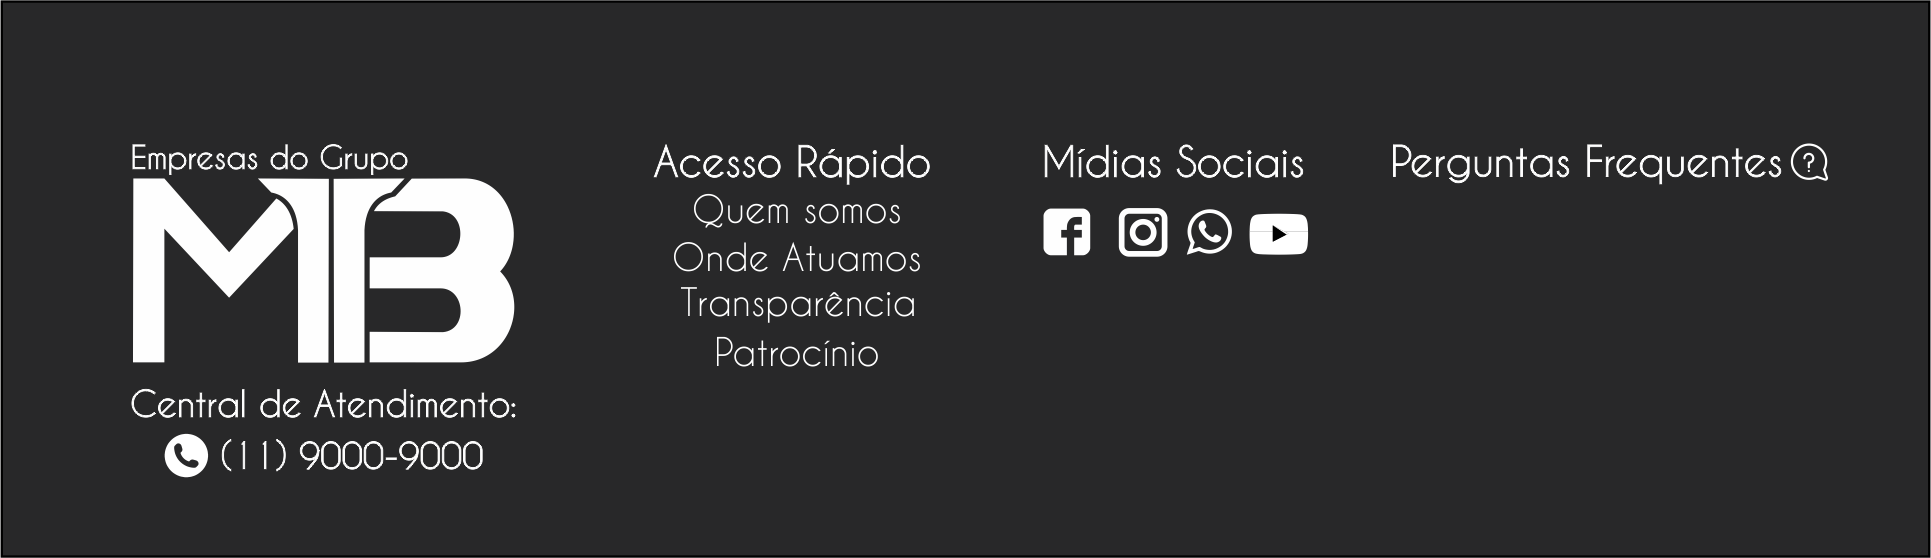 Empresas do Grupo
MTB
Central de Atendimento:
(11) 9000-9000
Acesso Rápido
Quem somos
Onde Atuamos
Transparência
Patrocínio
Mídias Sociais
Perguntas Frequentes ?